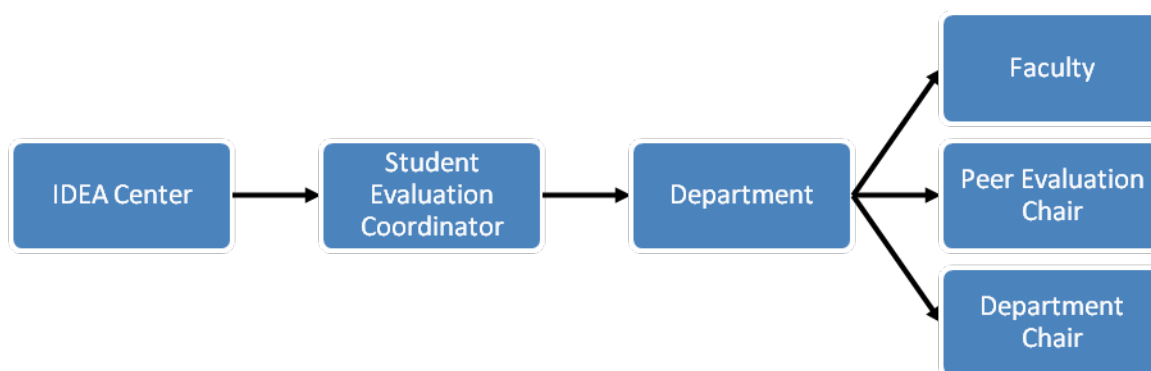 IDEA Center
Student
Evaluation
Coordinator
Department
Faculty
Peer Evaluation
Chair
Department
Chair